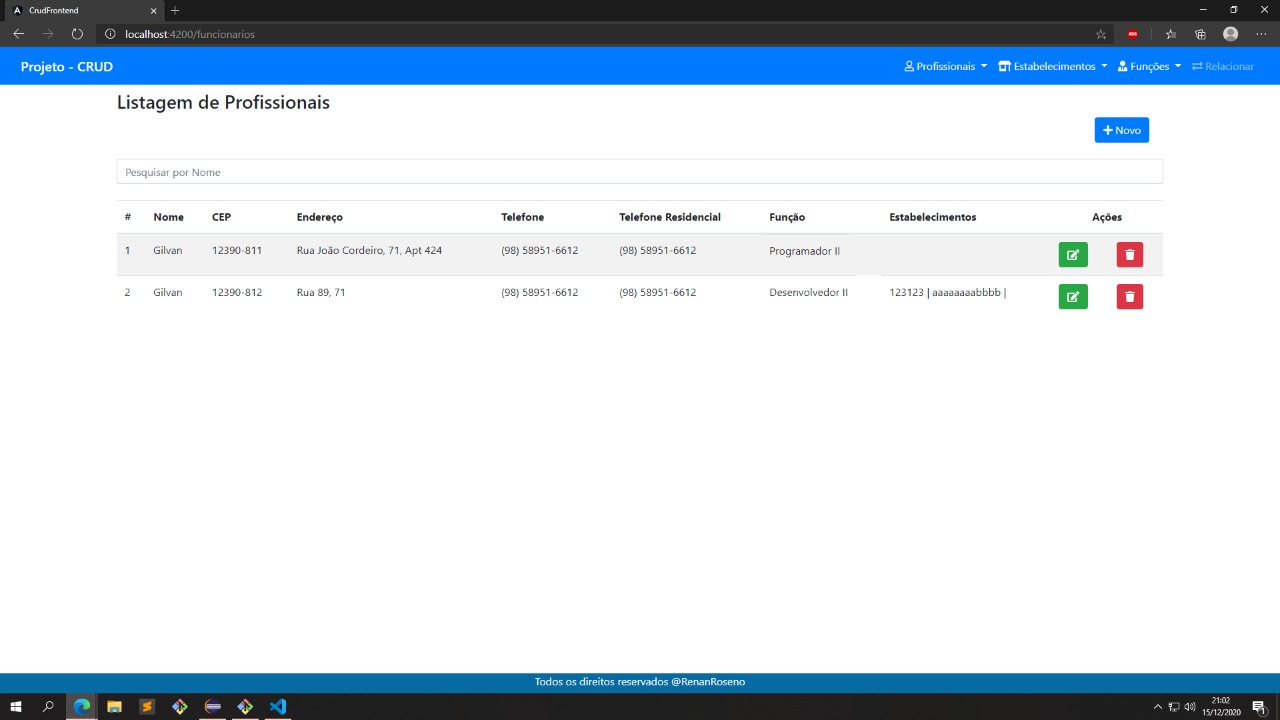 CrudFrontend
localhost:4200/funcionarios
ABS
Projeto - CRUD
Profissionais
Estabelecimentos
Funções
Relacionar
Listagem de Profissionais
Novo
Pesquisar por Nome
# Nome CEP Endereço Telefone Telefone Residencial Função Estabelecimentos Ações
1 Gilvan 12390-811 Rua João Cordeiro, 71, Apt 424 (98) 58951-6612 (98) 58951-6612 Programador II
2 Gilvan 12390-812 Rua 89, 71 (98) 58951-6612 (98) 58951-6612 Desenvolvedor II 123123 | aaaaaaaabbbb |
Todos os direitos reservados @RenanRoseno
21:02
15/12/2020
1